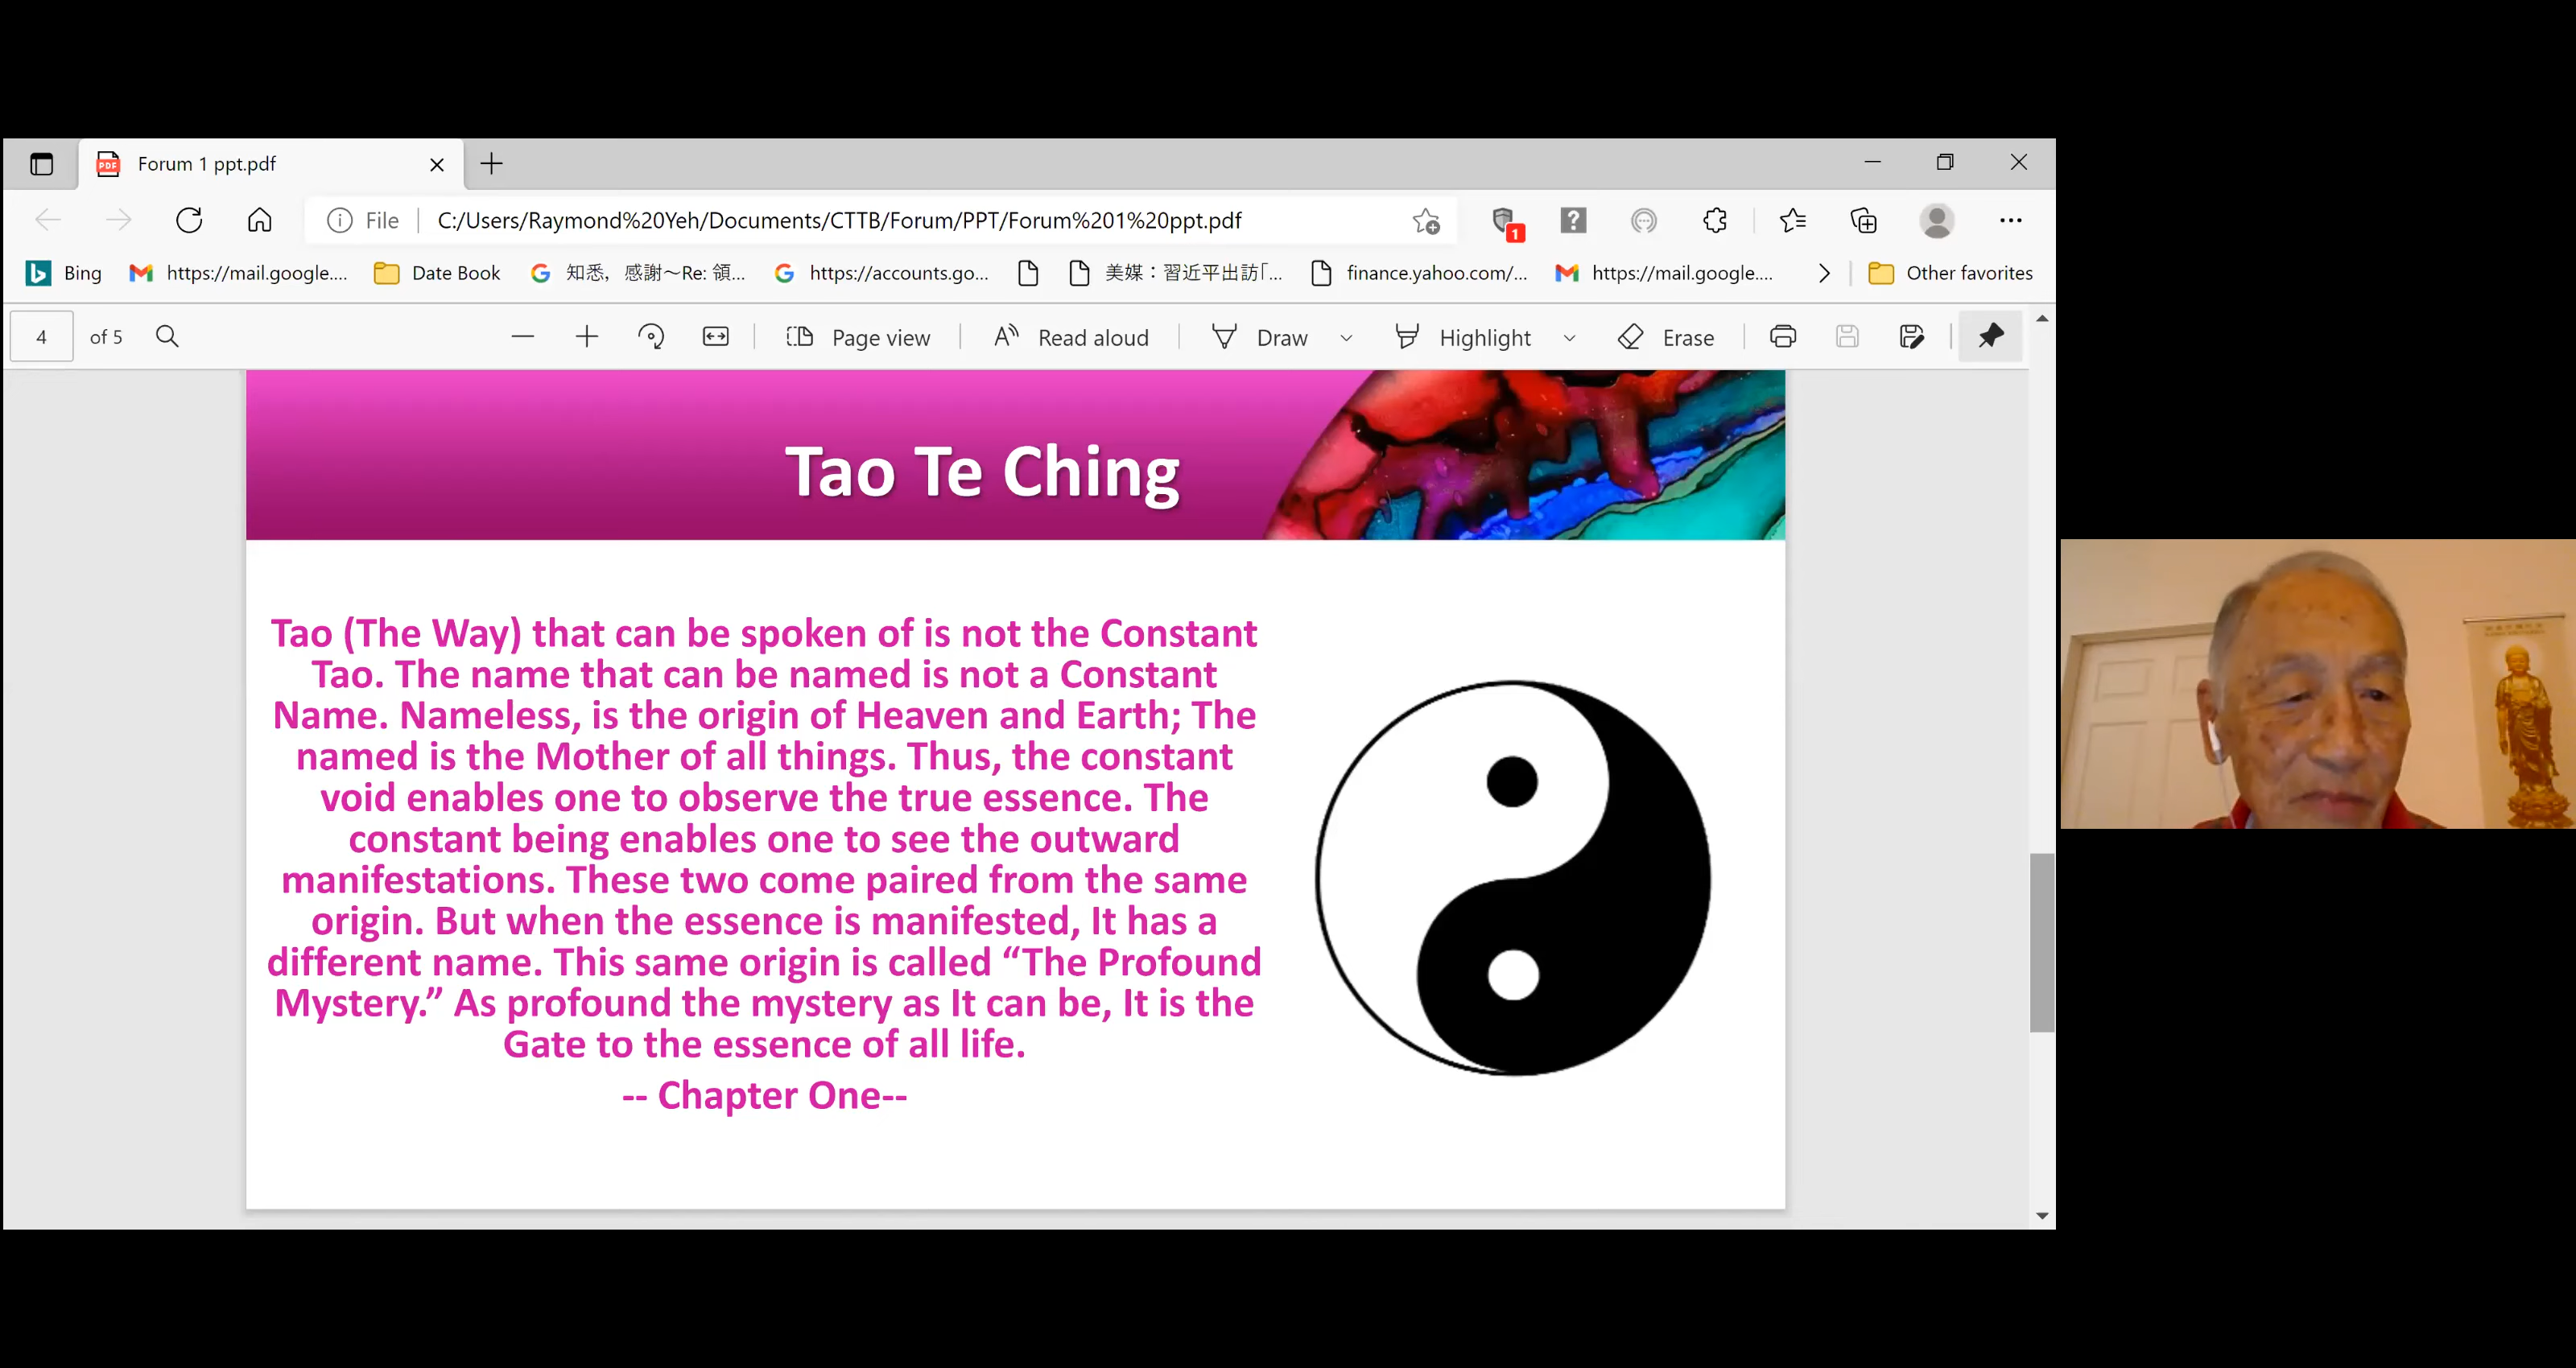 Forum 1 ppt.pdf
File C:/Users/Raymond%20Yeh/Documents/CTTB/Forum/PPT/Forum%201%20ppt.pdf
1
Bing https://mail.google.... Date Book 知悉，感謝～Re: 領... https://accounts.go... 美媒：習近平出訪「... finance.yahoo.com/... https://mail.google.... Other favorites
4 of 5 Page view Read aloud Draw Highlight Erase
Tao Te Ching
Tao (The Way) that can be spoken of is not the Constant
Tao. The name that can be named is not a Constant
Name. Nameless, is the origin of Heaven and Earth; The
named is the Mother of all things. Thus, the constant
void enables one to observe the true essence. The
constant being enables one to see the outward
manifestations. These two come paired from the same
origin. But when the essence is manifested, It has a
different name. This same origin is called “The Profound
Mystery.” As profound the mystery as It can be, It is the
Gate to the essence of all life.
-- Chapter One--